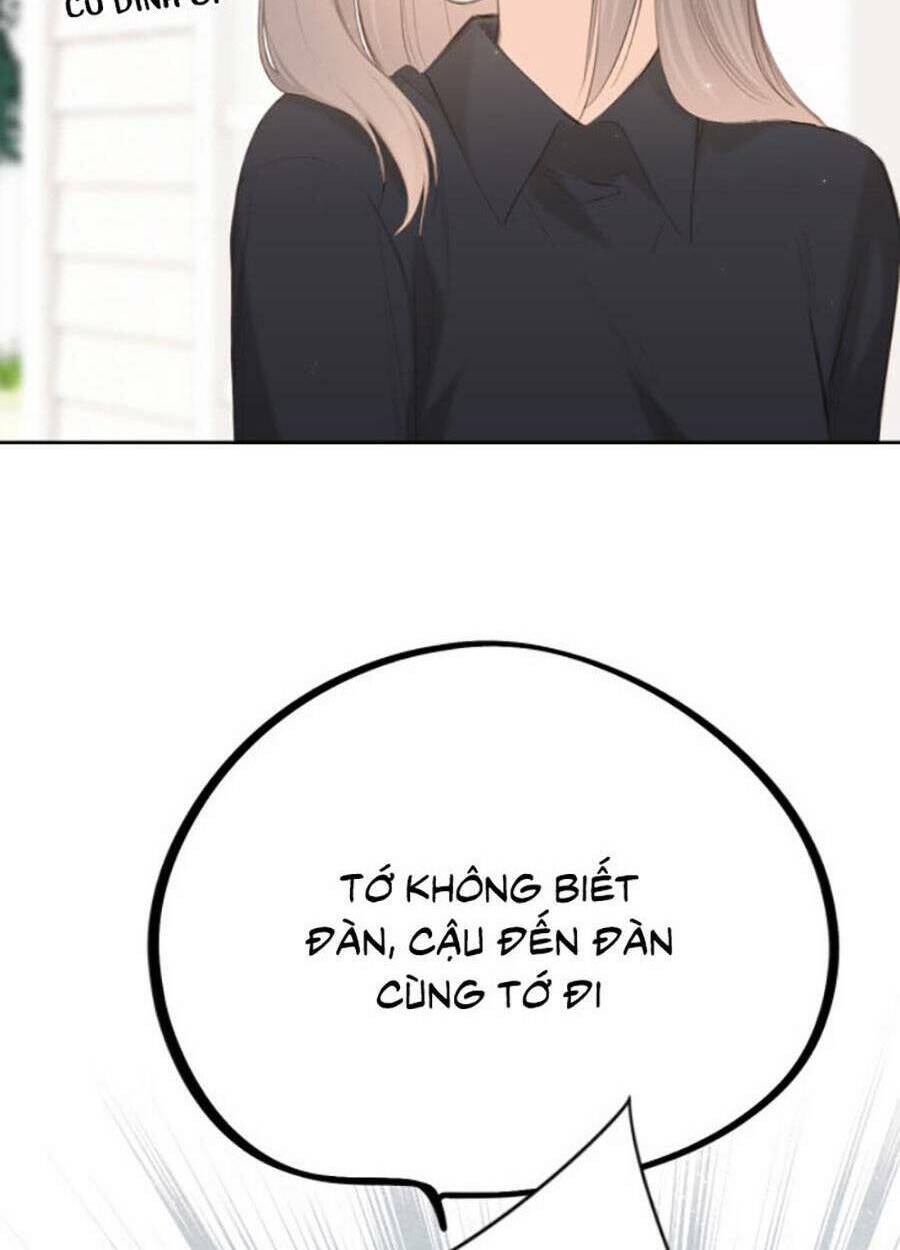 TỚ KHÔNG BIẾT
ĐÀN, CẬU ĐẾN ĐÀN
CÙNG TỚ ĐI